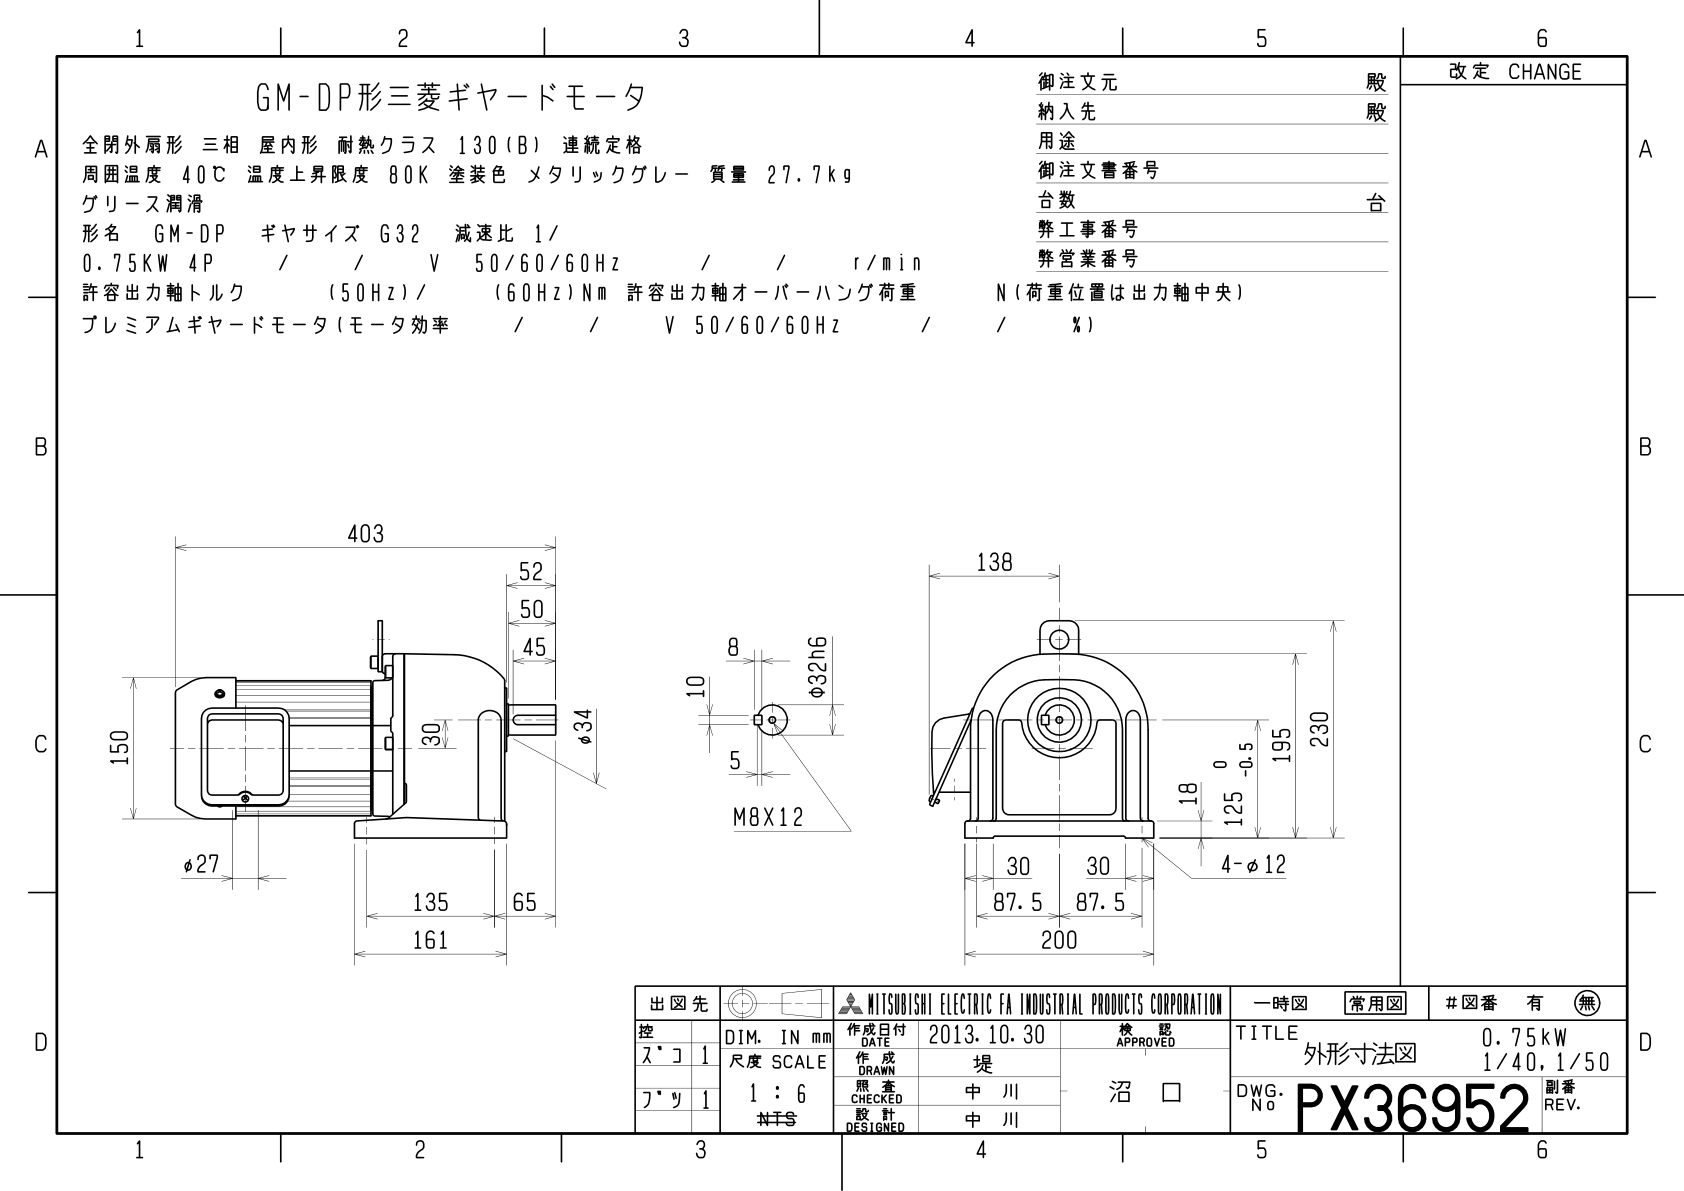 1 2 3 4 5 6
改定 CHANGE
GM-DP形三菱ギヤードモータ
全閉外扇形 三相 屋内形 耐熱クラス 130(B) 連続定格
周囲温度 40℃ 温度上昇限度 80K 塗装色 メタリックグレー 質量 27.7kg
グリース潤滑
形名 GM-DP ギヤサイズ G32 減速比 1/
0.75KW 4P / / V 50/60/60Hz / / r/min
許容出力軸トルク (50Hz)/ (60Hz)Nm 許容出力軸オーバーハング荷重 N(荷重位置は出力軸中央)
プレミアムギヤードモータ(モータ効率 / / V 50/60/60Hz / / %)
御注文元 殿
納入先 殿
用途
御注文書番号
台数 台
弊工事番号
弊営業番号
A A
B B
C C
D D
403
52
50
45
150
30
φ34
φ27
135 65
161
8
10
φ32h6
5
M8X12
138
230
195
0
125 -0.5
18
30 30
4-φ12
87.5 87.5
200
出図先
控
ズコ 1
プツ 1
DIM. IN mm
尺度 SCALE
1 : 6
NTS
MITSUBISHI ELECTRIC FA INDUSTRIAL PRODUCTS CORPORATION
作成日付 DATE 2013.10.30
作成 DRAWN 堤
照査 CHECKED 中川
設計 DESIGNED 中川
検認 APPROVED
沼口
一時図 常用図 #図番 有 無
TITLE
外形寸法図
0.75kW
1/40,1/50
DWG. No PX36952
副番 REV.
1 2 3 4 5 6